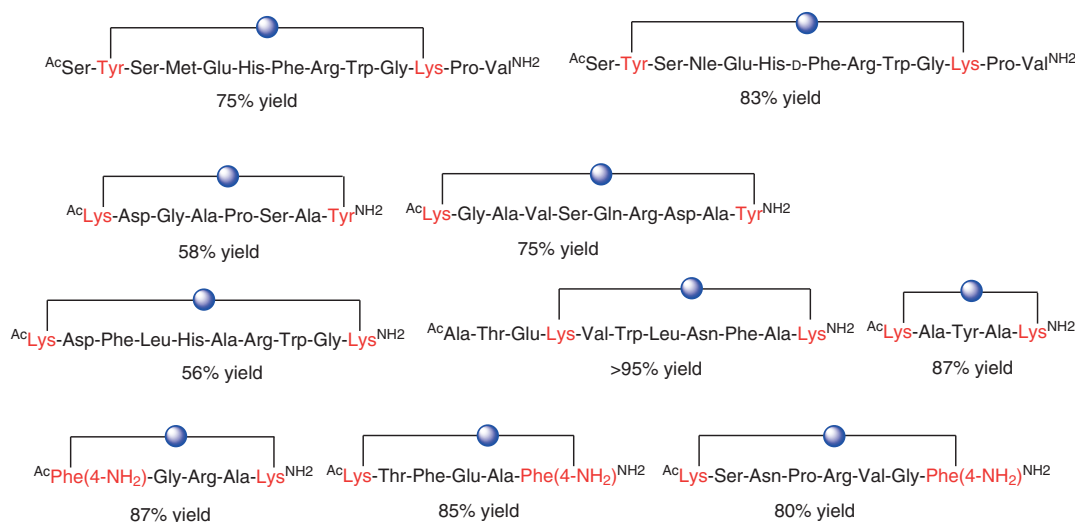 AcSer-Tyr-Ser-Met-Glu-His-Phe-Arg-Trp-Gly-Lys-Pro-ValNH2
75% yield
AcSer-Tyr-Ser-Nle-Glu-His-D-Phe-Arg-Trp-Gly-Lys-Pro-ValNH2
83% yield
AcLys-Asp-Gly-Ala-Pro-Ser-Ala-TyrNH2
58% yield
AcLys-Gly-Ala-Val-Ser-Gln-Arg-Asp-Ala-TyrNH2
75% yield
AcLys-Asp-Phe-Leu-His-Ala-Arg-Trp-Gly-LysNH2
56% yield
AcAla-Thr-Glu-Lys-Val-Trp-Leu-Asn-Phe-Ala-LysNH2
>95% yield
AcLys-Ala-Tyr-Ala-LysNH2
87% yield
AcPhe(4-NH2)-Gly-Arg-Ala-LysNH2
87% yield
AcLys-Thr-Phe-Glu-Ala-Phe(4-NH2)NH2
85% yield
AcLys-Ser-Asn-Pro-Arg-Val-Gly-Phe(4-NH2)NH2
80% yield